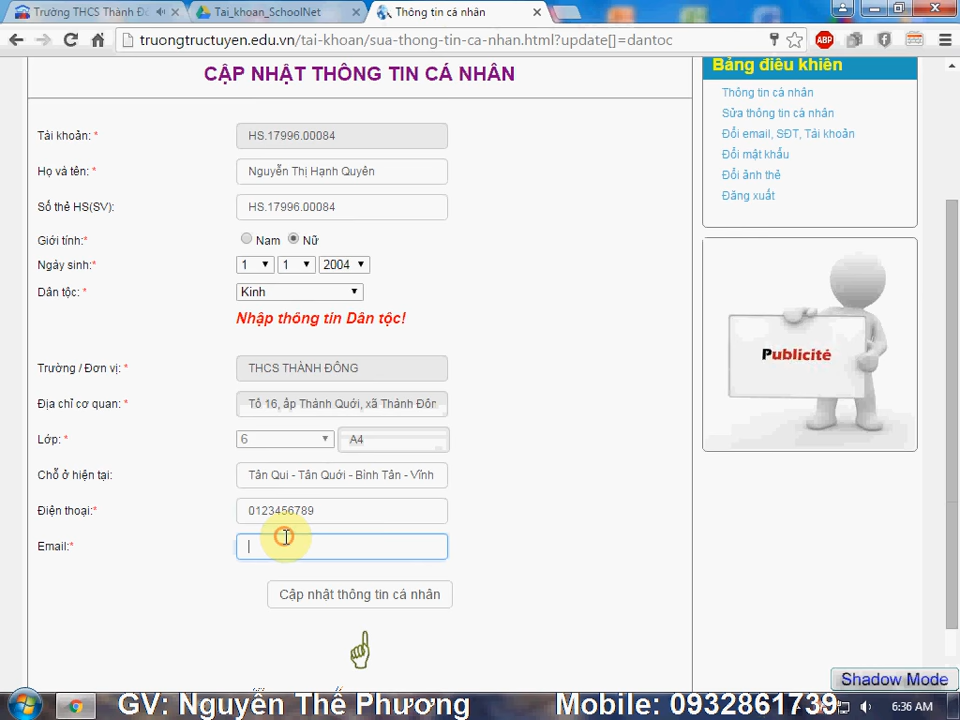 Trường THCS Thành Đô
Tai_khoan_SchoolNet
Thông tin cá nhân
truongtructuyen.edu.vn/tai-khoan/sua-thong-tin-ca-nhan.html?update[]=dantoc
ABP
CẬP NHẬT THÔNG TIN CÁ NHÂN
Tài khoản: *
HS.17996.00084
Họ và tên: *
Nguyễn Thị Hạnh Quyên
Số thẻ HS(SV):
HS.17996.00084
Giới tính:*
Nam
Nữ
Ngày sinh:*
1
1
2004
Dân tộc: *
Kinh
Nhập thông tin Dân tộc!
Trường / Đơn vị: *
THCS THÀNH ĐÔNG
Địa chỉ cơ quan: *
Tổ 16, ấp Thành Quới, xã Thành Đôn
Lớp: *
6
A4
Chỗ ở hiện tại:
Tân Qui - Tân Quới - Bình Tân - Vĩnh
Điện thoại:*
0123456789
Email:*
Cập nhật thông tin cá nhân
Bảng điều khiển
Thông tin cá nhân
Sửa thông tin cá nhân
Đổi email, SĐT, Tài khoản
Đổi mật khẩu
Đổi ảnh thẻ
Đăng xuất
Publicité
Shadow Mode
GV: Nguyễn Thế Phương
Mobile: 0932861739
6:36 AM